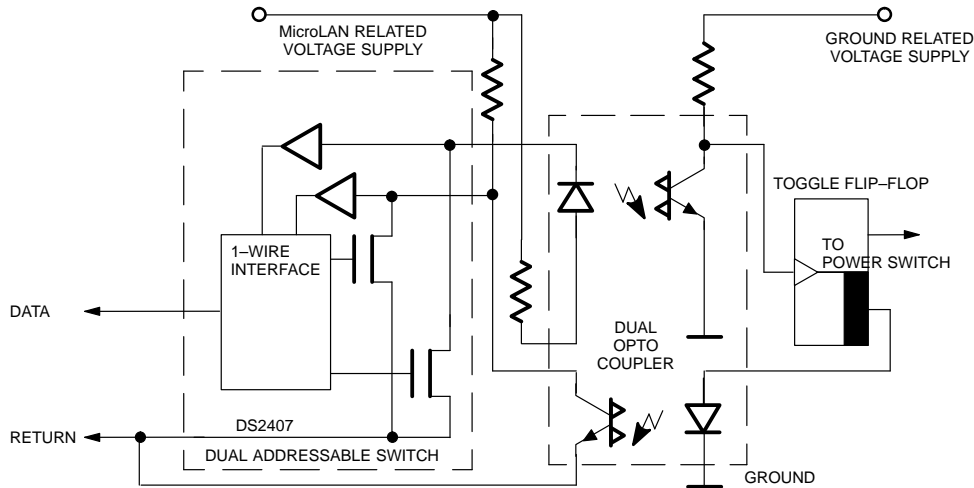 MicroLAN RELATED
VOLTAGE SUPPLY
GROUND RELATED
VOLTAGE SUPPLY
TOGGLE FLIP–FLOP
1–WIRE
INTERFACE
TO
POWER SWITCH
DATA
DUAL
OPTO
COUPLER
RETURN
DS2407
DUAL ADDRESSABLE SWITCH
GROUND